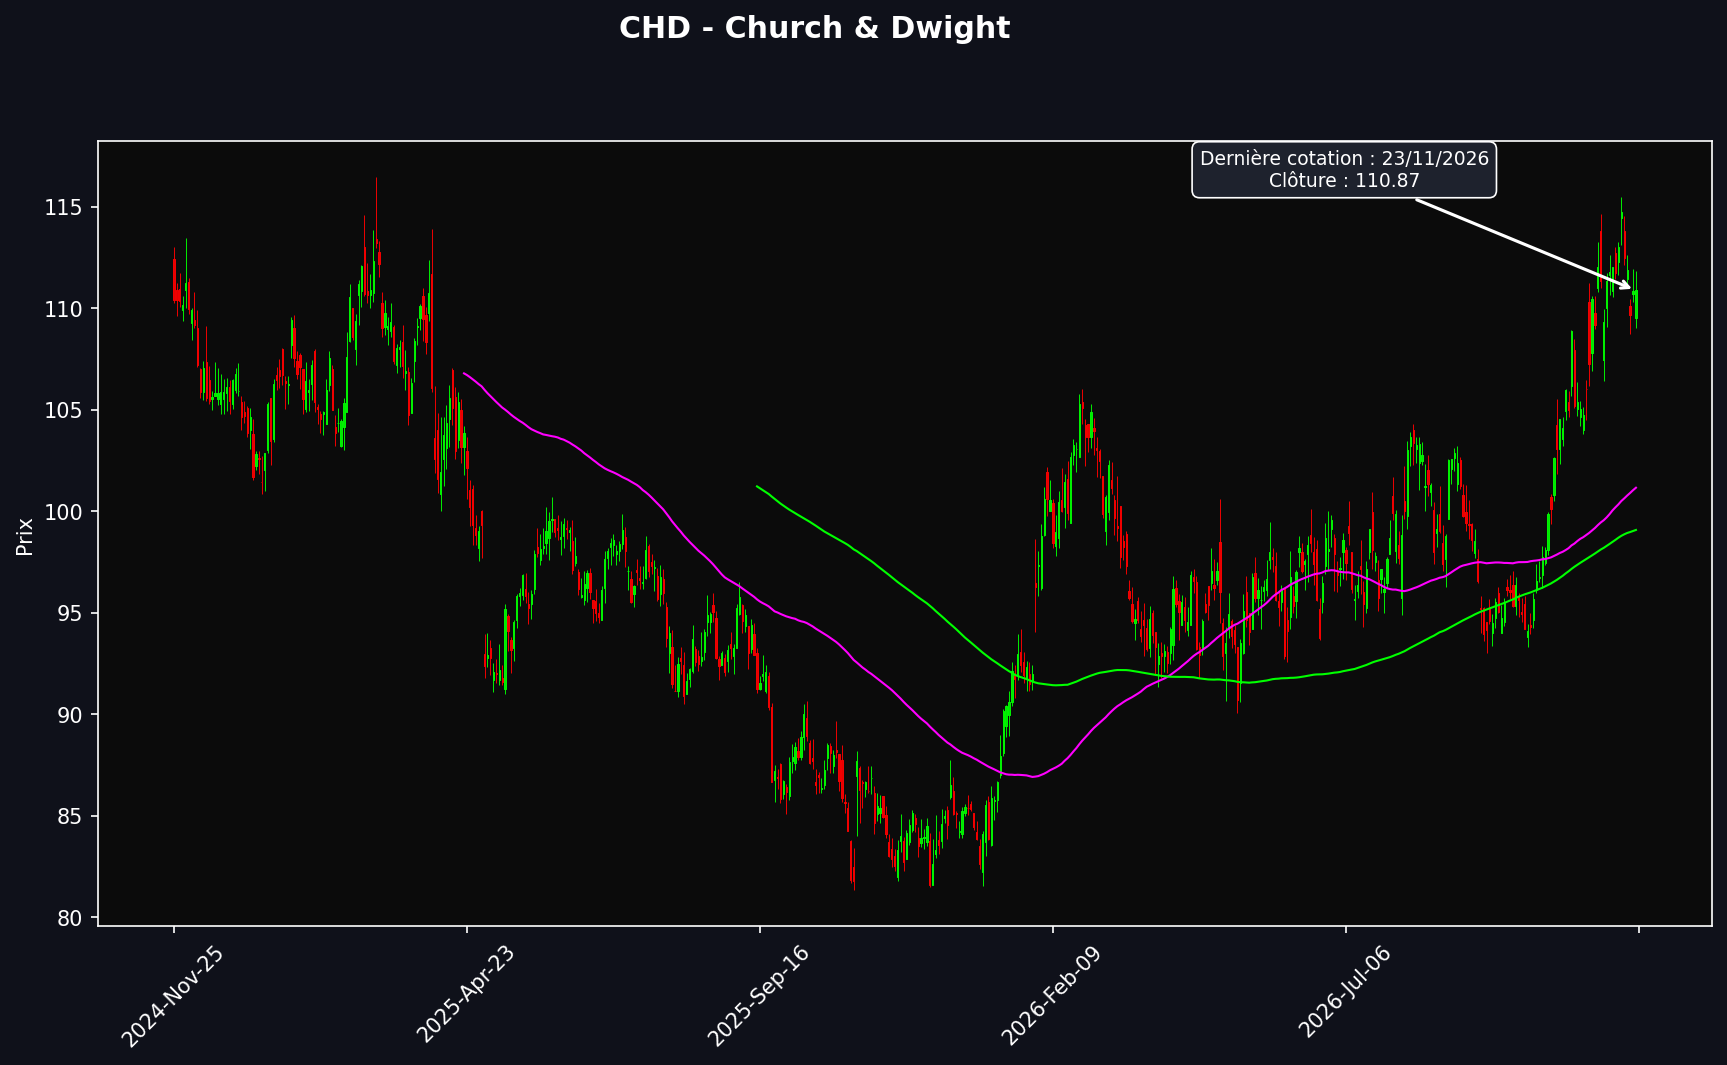 CHD - Church & Dwight
Dernière cotation : 23/11/2026
Clôture : 110.87
Prix
115
110
105
100
95
90
85
80
2024-Nov-25
2025-Apr-23
2025-Sep-16
2026-Feb-09
2026-Jul-06